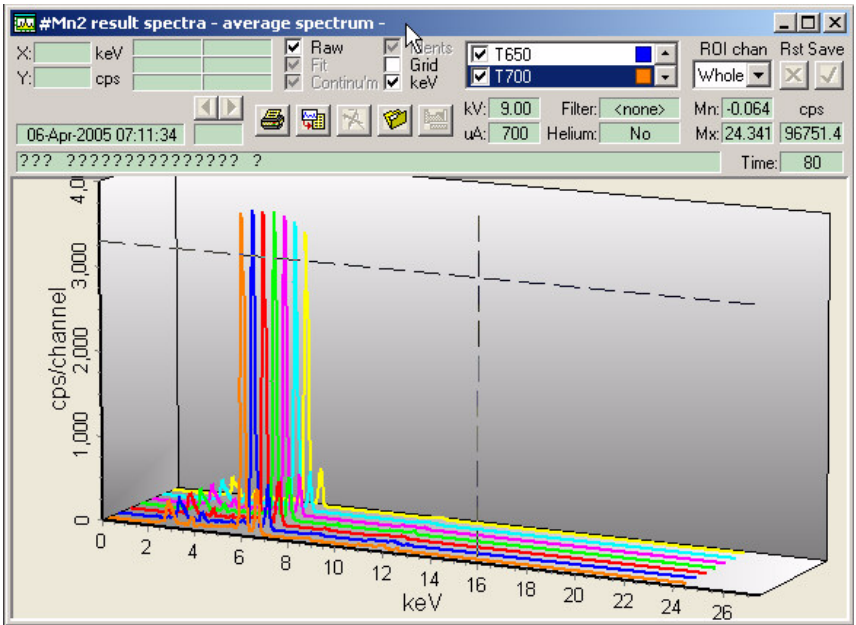 #Mn2 result spectra - average spectrum -
X: keV
Y: cps
Raw
Fit
Continu'm
Grid
keV
T650
T700
ROI chan Rst Save
Whole
kV: 9.00 Filter: <none> Mn: -0.064 cps
uA: 700 Helium: No Mx: 24.341 96751.4
06-Apr-2005 07:11:34
??? ??????????????? ?
Time: 80
cps/channel
3,000
2,000
1,000
0
0 2 4 6 8 10 12 14 16 18 20 22 24 26
keV